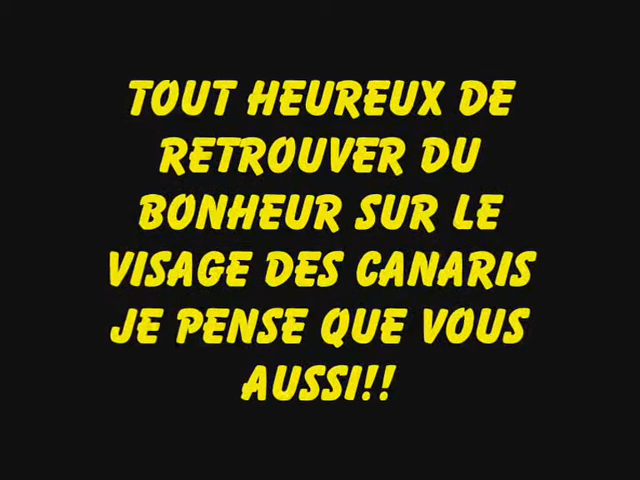 TOUT HEUREUX DE
RETROUVER DU
BONHEUR SUR LE
VISAGE DES CANARIS
JE PENSE QUE VOUS
AUSSI!!